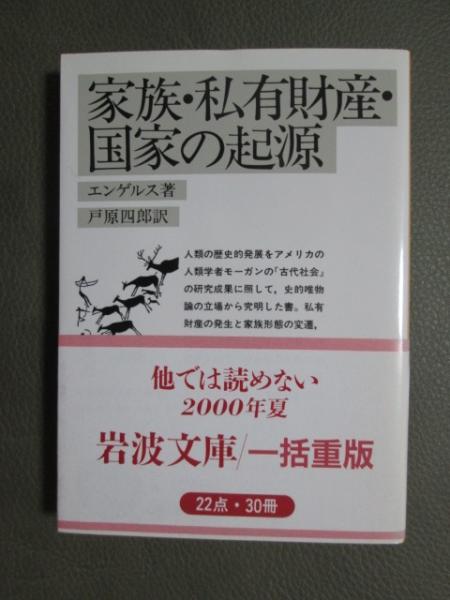 家族・私有財産・
国家の起源
エンゲルス著
戸原四郎訳
人類の歴史的発展をアメリカの
人類学者モーガンの「古代社会」
の研究成果に照して，史的唯物
論の立場から究明した書。私有
財産の発生と家族形態の変遷，
他では読めない
2000年夏
岩波文庫/一括重版
22点・30冊